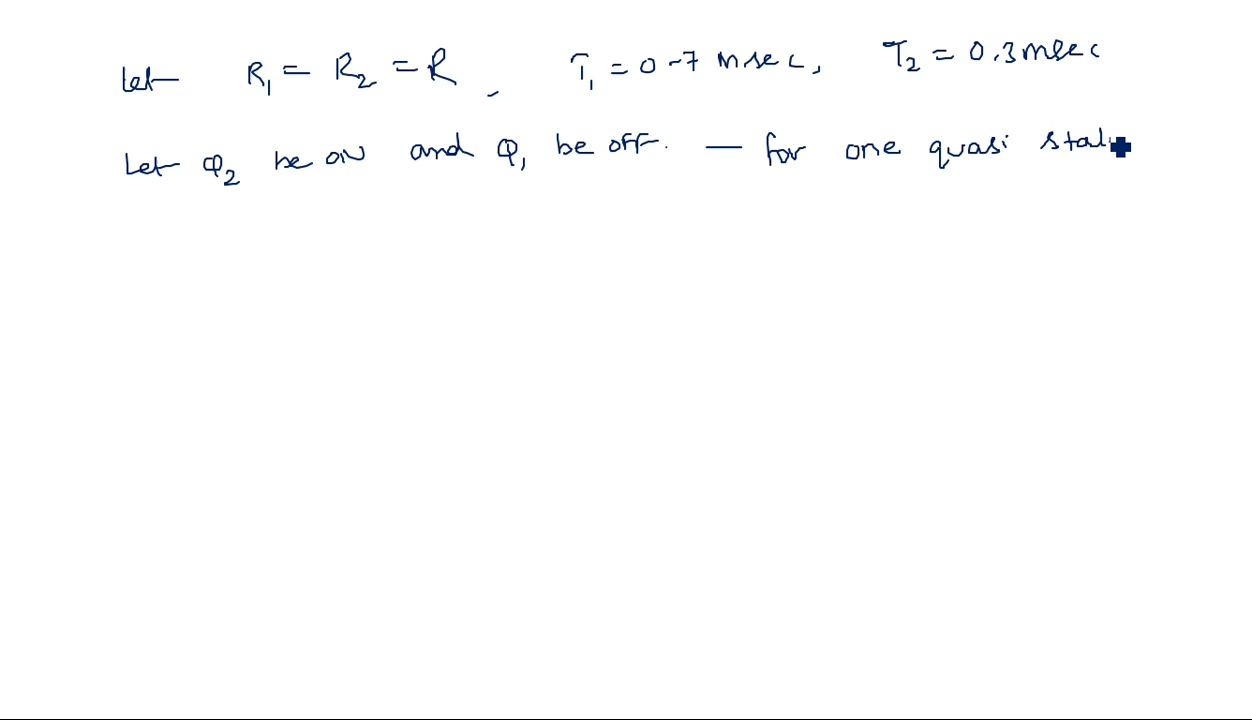 Let R₁ = R₂ = R, T₁ = 0.7 msec, T₂ = 0.3 msec
Let Q₂ be ON and Q₁ be OFF. — for one quasi